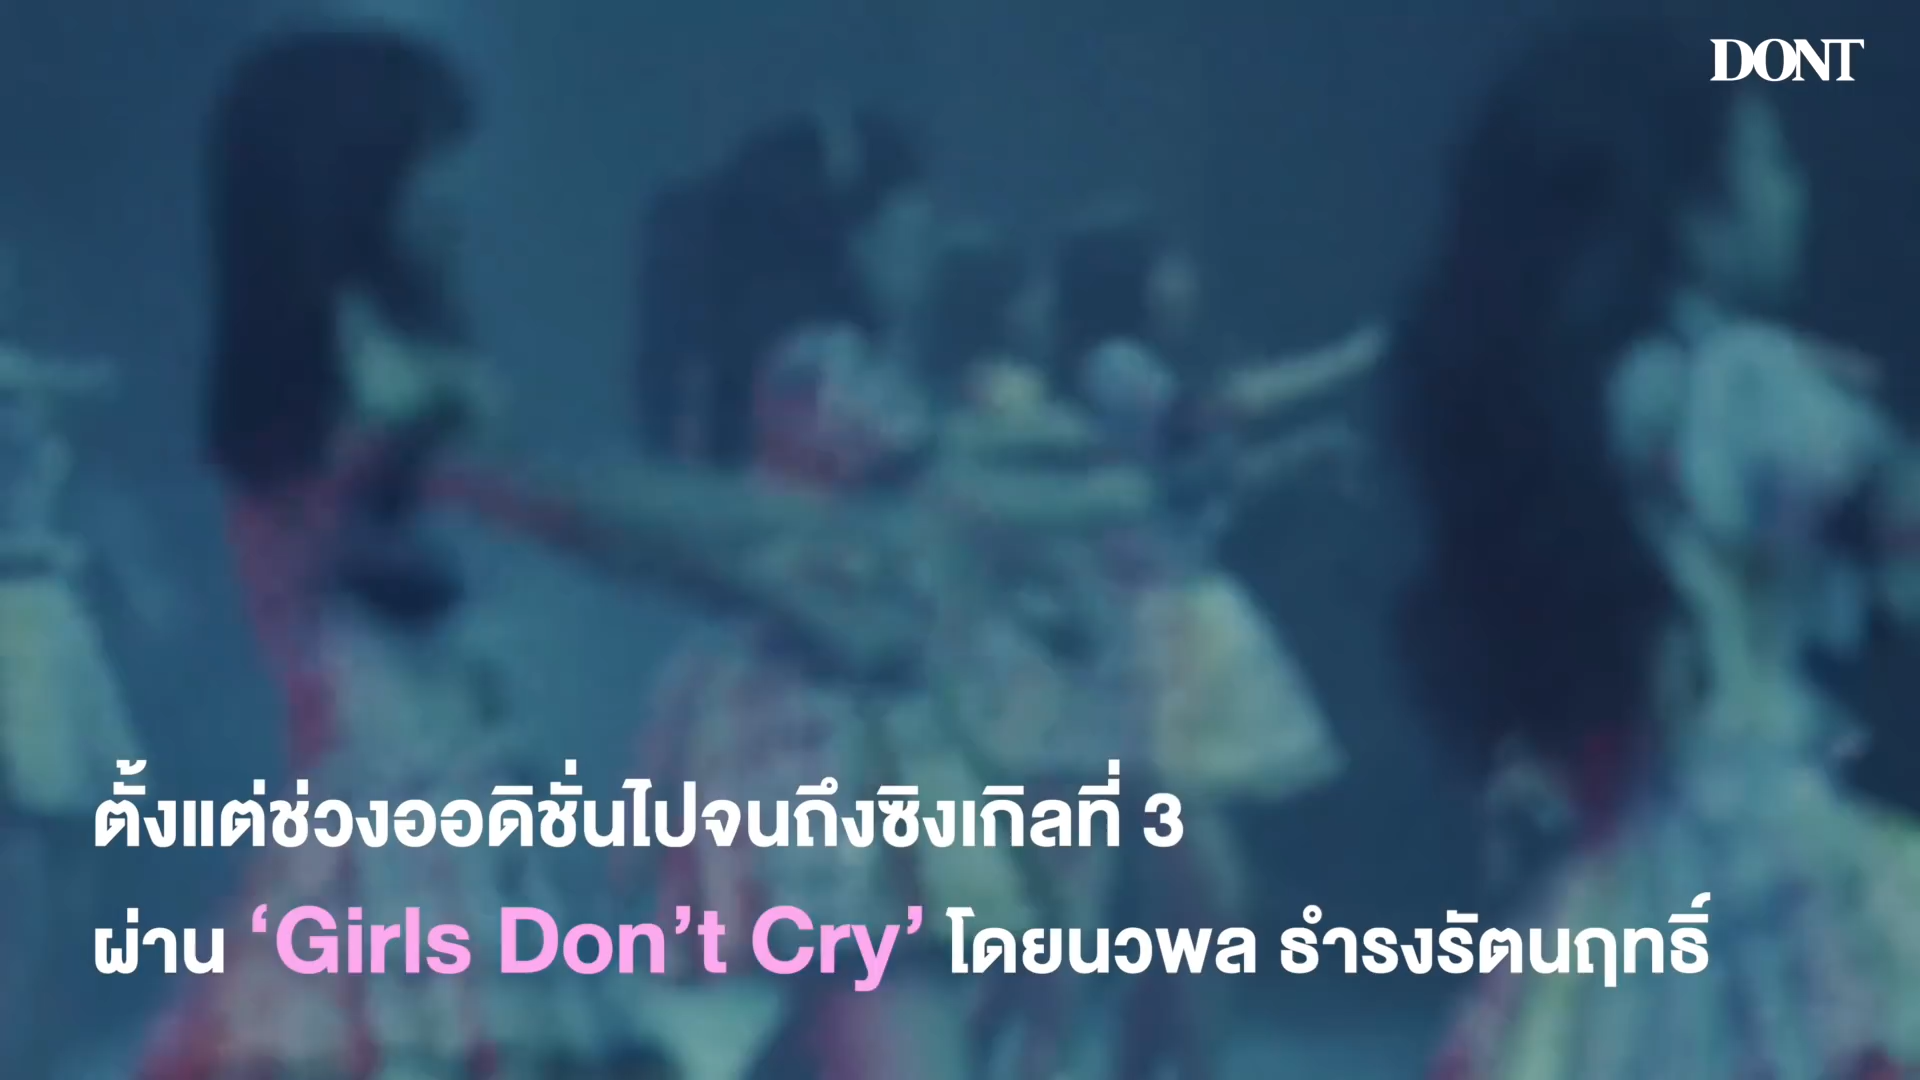 DONT
ตั้งแต่ช่วงออดิชั่นไปจนถึงซิงเกิลที่ 3
ผ่าน ‘Girls Don’t Cry’ โดยนวพล ธำรงรัตนฤทธิ์